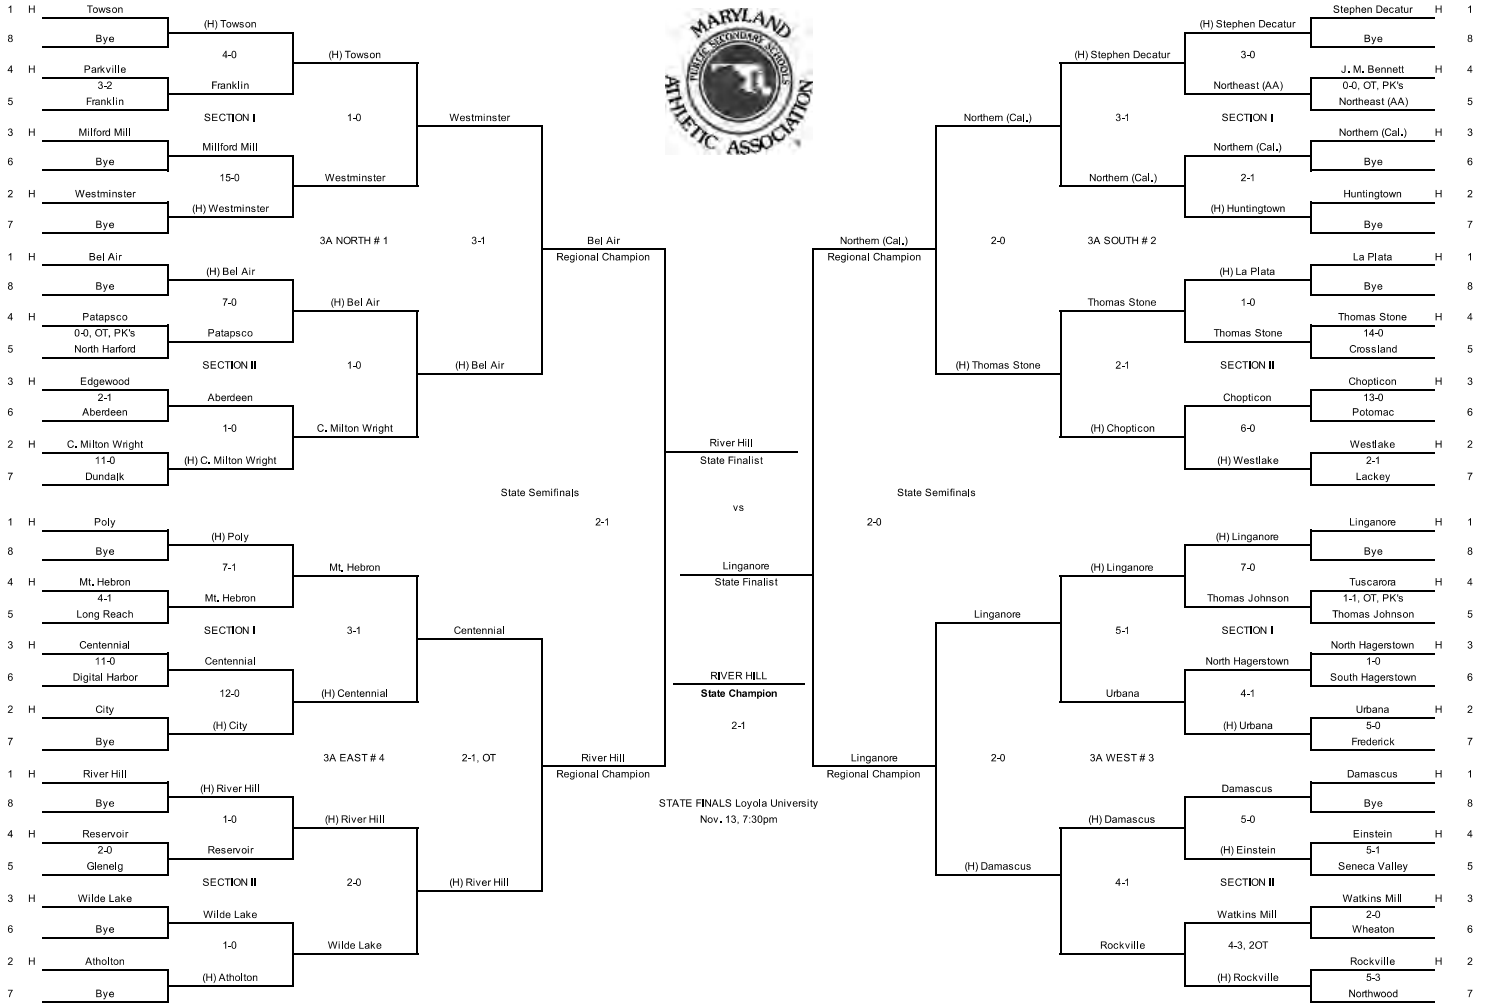 MARYLAND
PUBLIC SECONDARY SCHOOLS
ATHLETIC ASSOCIATION
1 H Towson
(H) Towson
8 Bye
4-0
(H) Towson
4 H Parkville
3-2
Franklin
5 Franklin
SECTION I
1-0
Westminster
3 H Milford Mill
Millford Mill
6 Bye
15-0
Westminster
2 H Westminster
(H) Westminster
7 Bye
3A NORTH # 1
3-1
Bel Air
Regional Champion
1 H Bel Air
(H) Bel Air
8 Bye
7-0
(H) Bel Air
4 H Patapsco
0-0, OT, PK's
Patapsco
5 North Harford
SECTION II
1-0
(H) Bel Air
3 H Edgewood
2-1
Aberdeen
6 Aberdeen
1-0
C. Milton Wright
2 H C. Milton Wright
11-0
(H) C. Milton Wright
7 Dundalk
State Semifinals
2-1
1 H Poly
(H) Poly
8 Bye
7-1
Mt. Hebron
4 H Mt. Hebron
4-1
Mt. Hebron
5 Long Reach
SECTION I
3-1
Centennial
3 H Centennial
11-0
Centennial
6 Digital Harbor
12-0
(H) Centennial
2 H City
(H) City
7 Bye
3A EAST # 4
2-1, OT
River Hill
Regional Champion
1 H River Hill
(H) River Hill
8 Bye
1-0
(H) River Hill
4 H Reservoir
2-0
Reservoir
5 Glenelg
SECTION II
2-0
(H) River Hill
3 H Wilde Lake
Wilde Lake
6 Bye
1-0
Wilde Lake
2 H Atholton
(H) Atholton
7 Bye
River Hill
State Finalist
vs
Linganore
State Finalist
RIVER HILL
State Champion
2-1
STATE FINALS Loyola University
Nov. 13, 7:30pm
Stephen Decatur H 1
(H) Stephen Decatur
Bye 8
3-0
(H) Stephen Decatur
J. M. Bennett H 4
0-0, OT, PK's
Northeast (AA)
Northeast (AA) 5
SECTION I
3-1
Northern (Cal.)
Northern (Cal.) H 3
Northern (Cal.)
Bye 6
2-1
Northern (Cal.)
Huntingtown H 2
(H) Huntingtown
Bye 7
3A SOUTH # 2
2-0
Northern (Cal.)
Regional Champion
La Plata H 1
(H) La Plata
Bye 8
1-0
Thomas Stone
Thomas Stone H 4
14-0
Thomas Stone
Crossland 5
SECTION II
2-1
(H) Thomas Stone
Chopticon H 3
13-0
Chopticon
Potomac 6
6-0
(H) Chopticon
Westlake H 2
2-1
(H) Westlake
Lackey 7
State Semifinals
2-0
Linganore H 1
(H) Linganore
Bye 8
7-0
(H) Linganore
Tuscarora H 4
1-1, OT, PK's
Thomas Johnson
Thomas Johnson 5
SECTION I
5-1
Linganore
North Hagerstown H 3
1-0
North Hagerstown
South Hagerstown 6
4-1
Urbana
Urbana H 2
5-0
(H) Urbana
Frederick 7
3A WEST # 3
2-0
Linganore
Regional Champion
Damascus H 1
Damascus
Bye 8
5-0
(H) Damascus
Einstein H 4
5-1
(H) Einstein
Seneca Valley 5
SECTION II
4-1
(H) Damascus
Watkins Mill H 3
2-0
Watkins Mill
Wheaton 6
4-3, 2OT
Rockville
Rockville H 2
5-3
(H) Rockville
Northwood 7